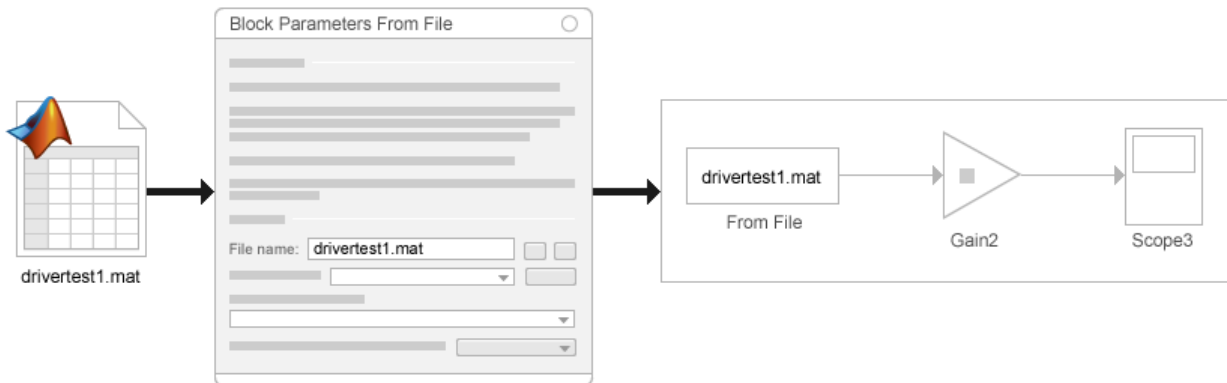 Block Parameters From File
drivertest1.mat
File name: drivertest1.mat
drivertest1.mat
From File
Gain2
Scope3